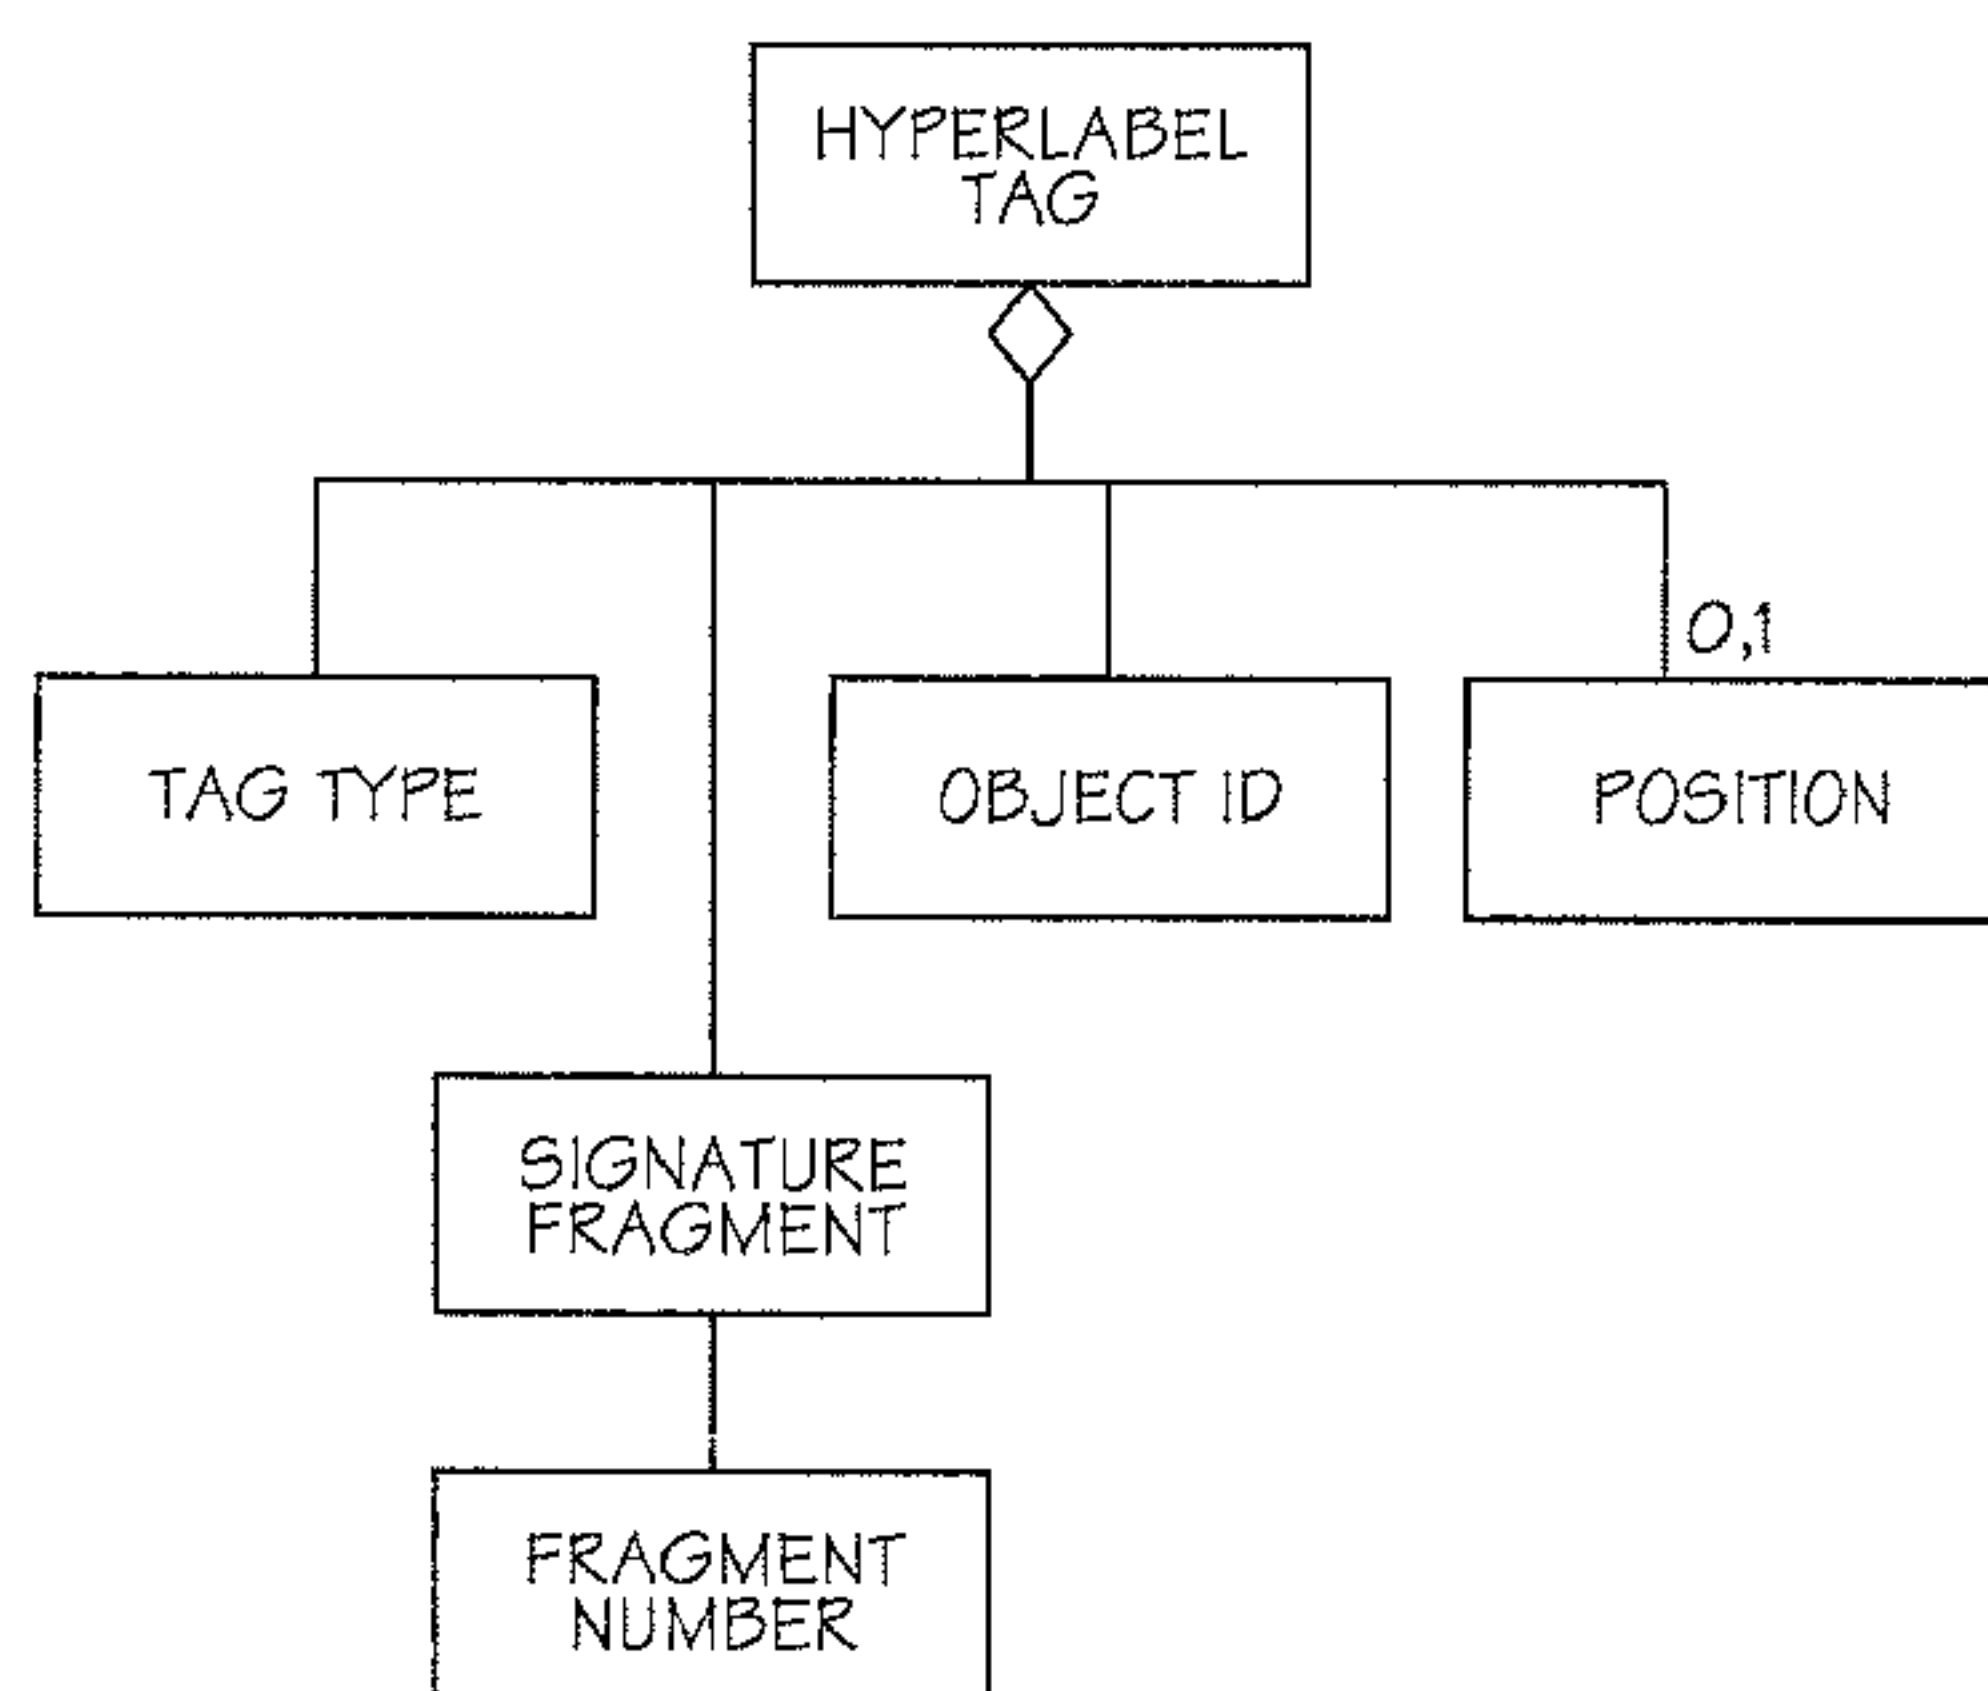 HYPERLABEL
TAG
0,1
TAG TYPE
OBJECT ID
POSITION
SIGNATURE
FRAGMENT
FRAGMENT
NUMBER